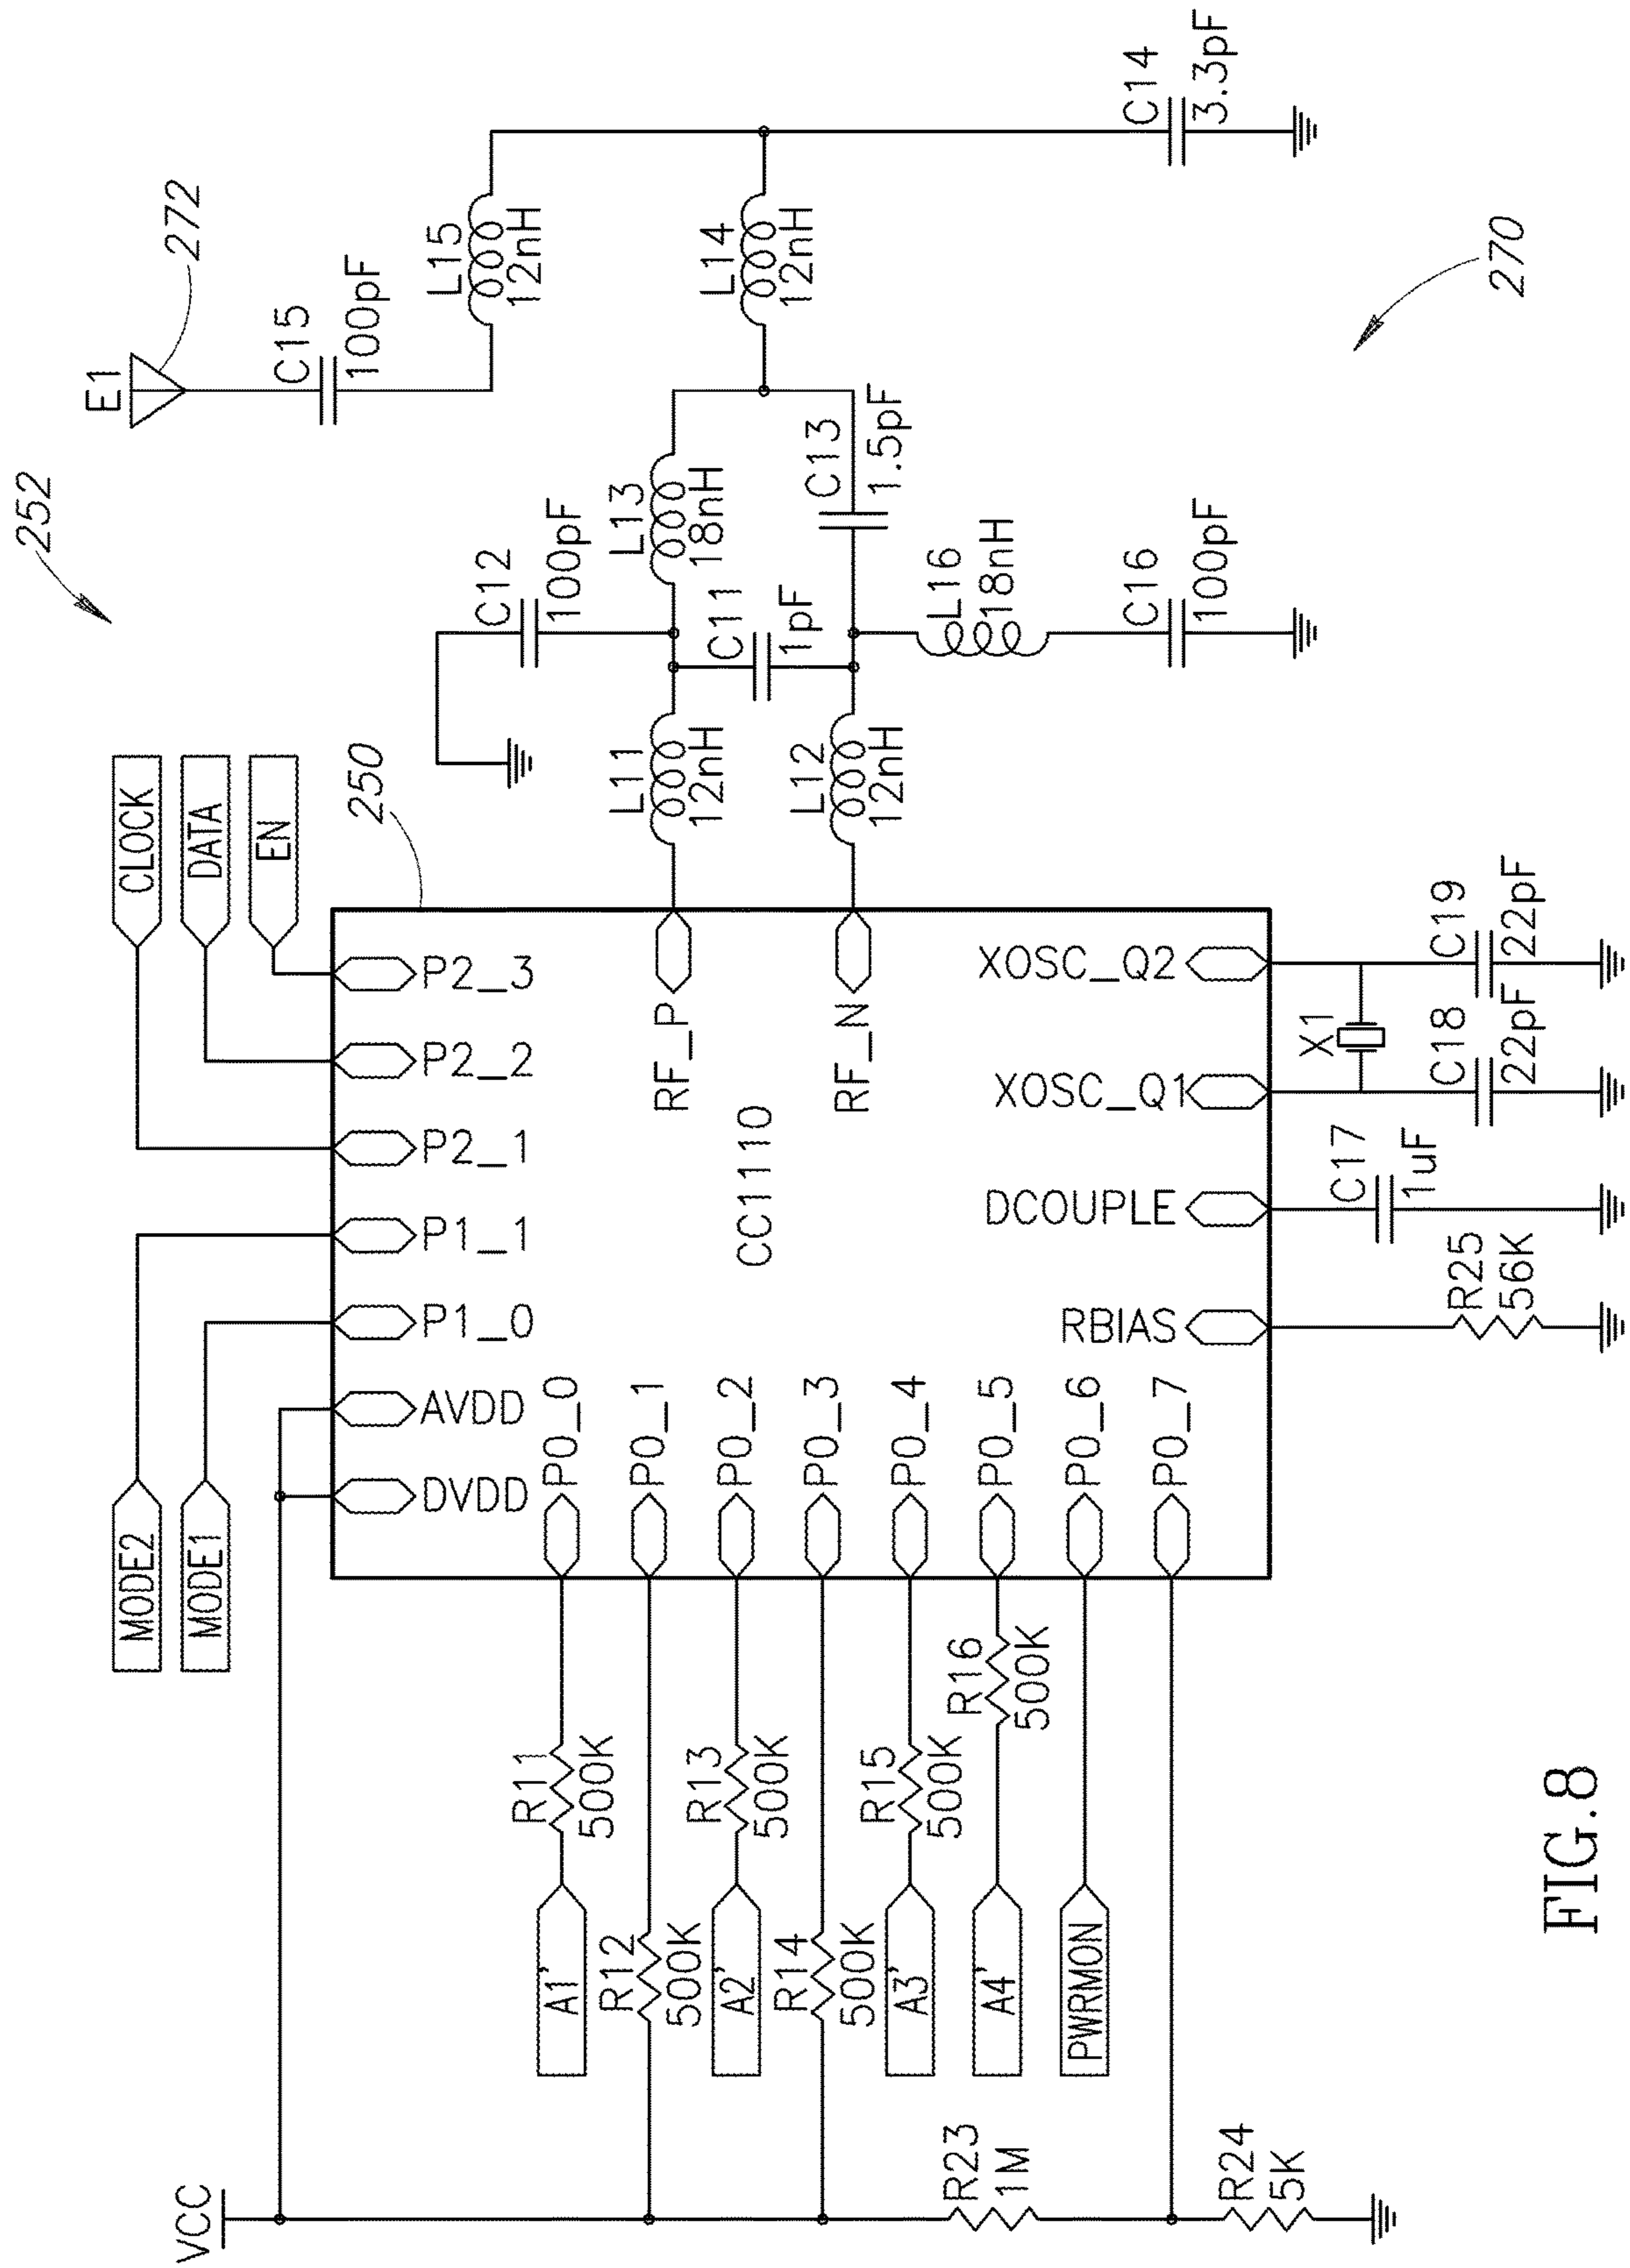 252
E1
272
C15
100pF
L15
12nH
C14
3.3pF
L14
12nH
270
C12
100pF
L13
18nH
C11
1pF
C13
1.5pF
L16
18nH
C16
100pF
L11
12nH
L12
12nH
CLOCK
DATA
EN
250
MODE2
MODE1
VCC
DVDD
AVDD
P1_0
P1_1
P2_1
P2_2
P2_3
RF_P
RF_N
CC1110
P0_0
P0_1
P0_2
P0_3
P0_4
P0_5
P0_6
P0_7
RBIAS
DCOUPLE
XOSC_Q1
XOSC_Q2
A1'
R11
500K
R12
500K
A2'
R13
500K
R14
500K
A3'
R15
500K
A4'
R16
500K
PWRMON
R23
1M
R24
5K
R25
56K
C17
1uF
X1
C18
22pF
C19
22pF
FIG.8